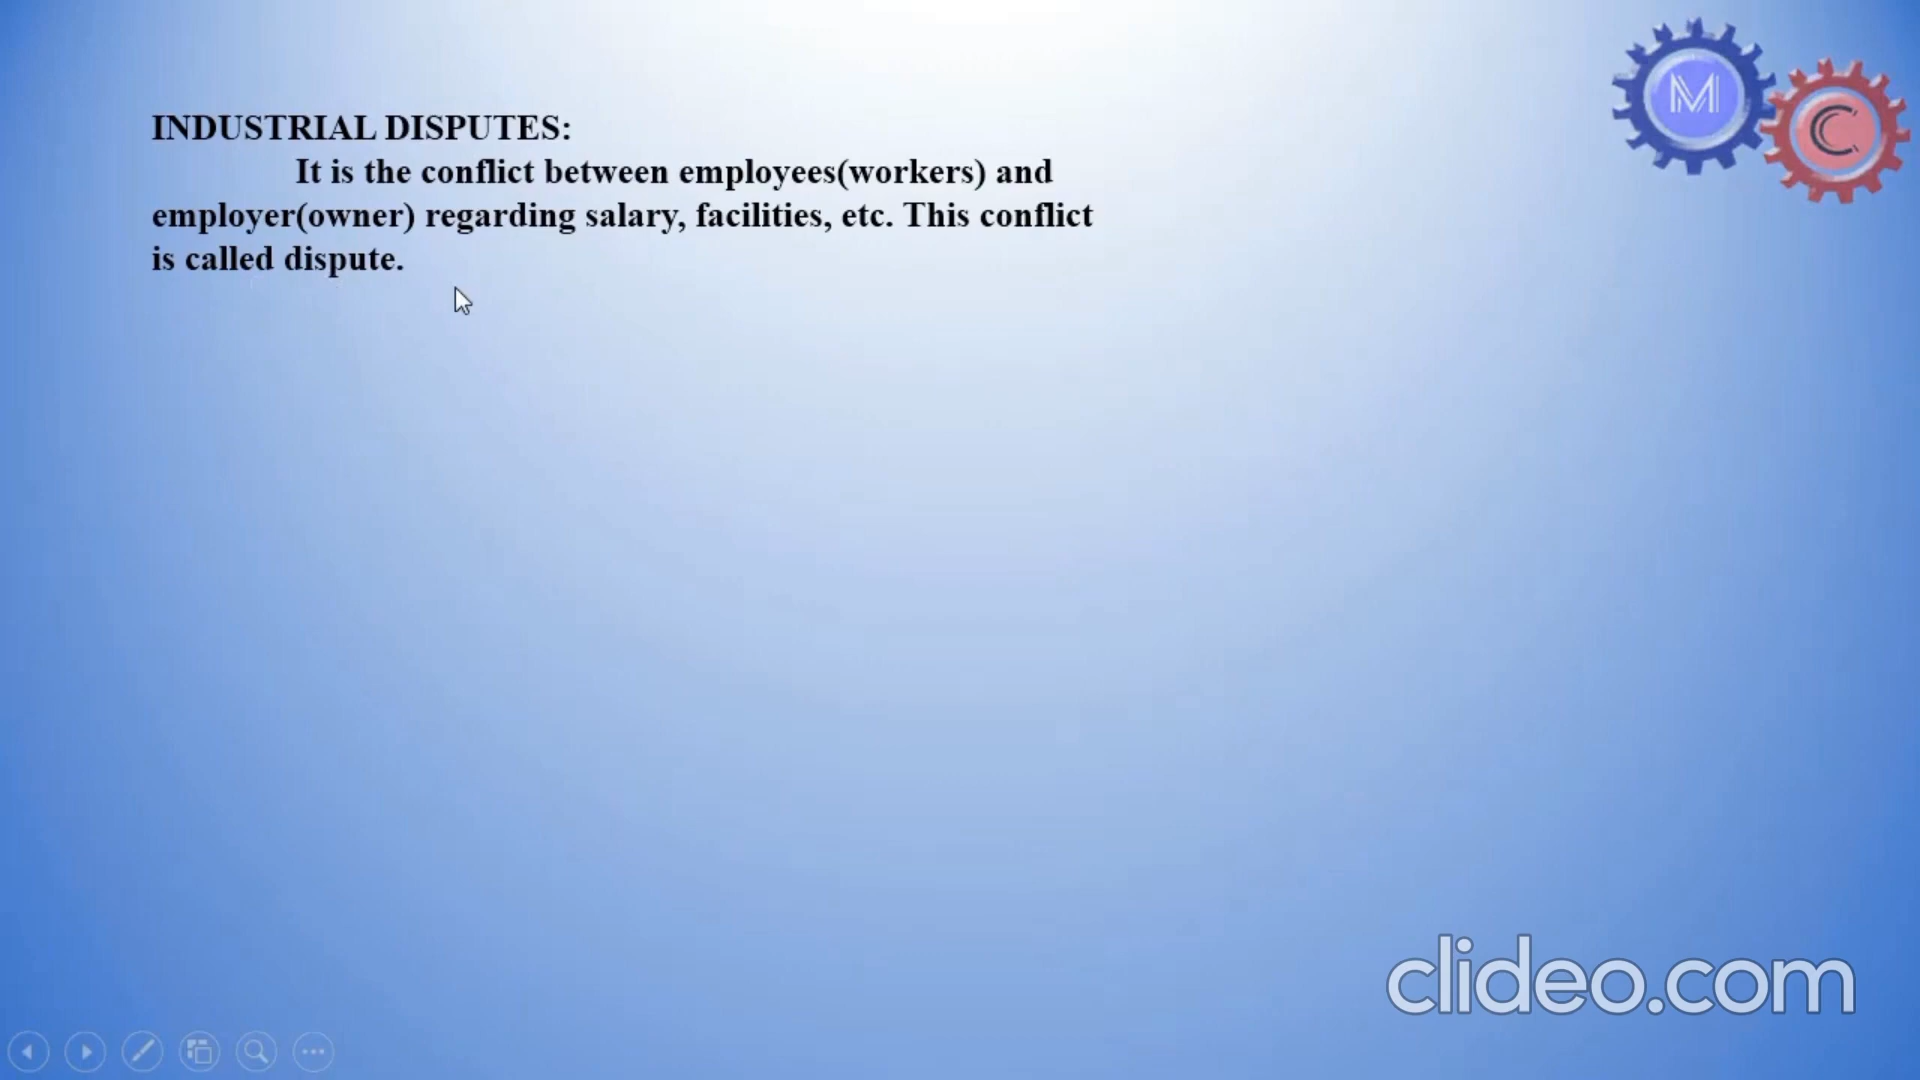 M
C
INDUSTRIAL DISPUTES:
It is the conflict between employees(workers) and
employer(owner) regarding salary, facilities, etc. This conflict
is called dispute.
clideo.com